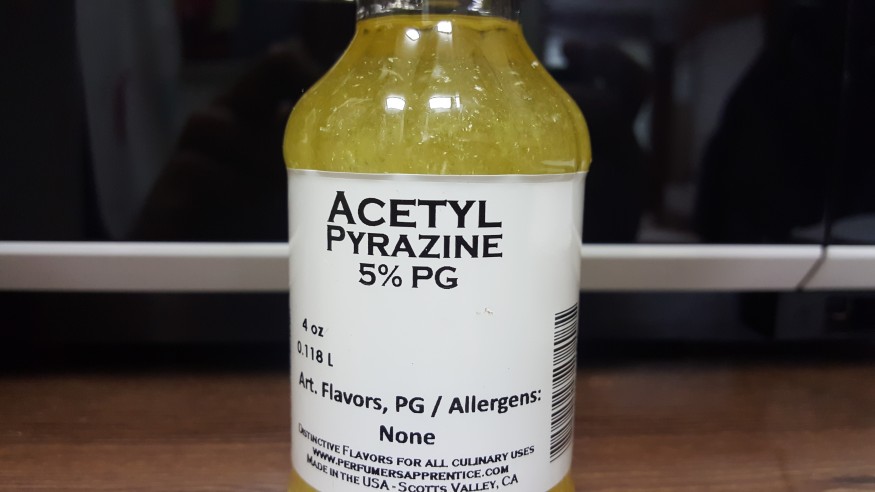 ACETYL
PYRAZINE
5% PG
4 oz
0.118 L
Art. Flavors, PG / Allergens:
None
DISTINCTIVE FLAVORS FOR ALL CULINARY USES
WWW.PERFUMERSAPPRENTICE.COM
MADE IN THE USA - SCOTTS VALLEY, CA